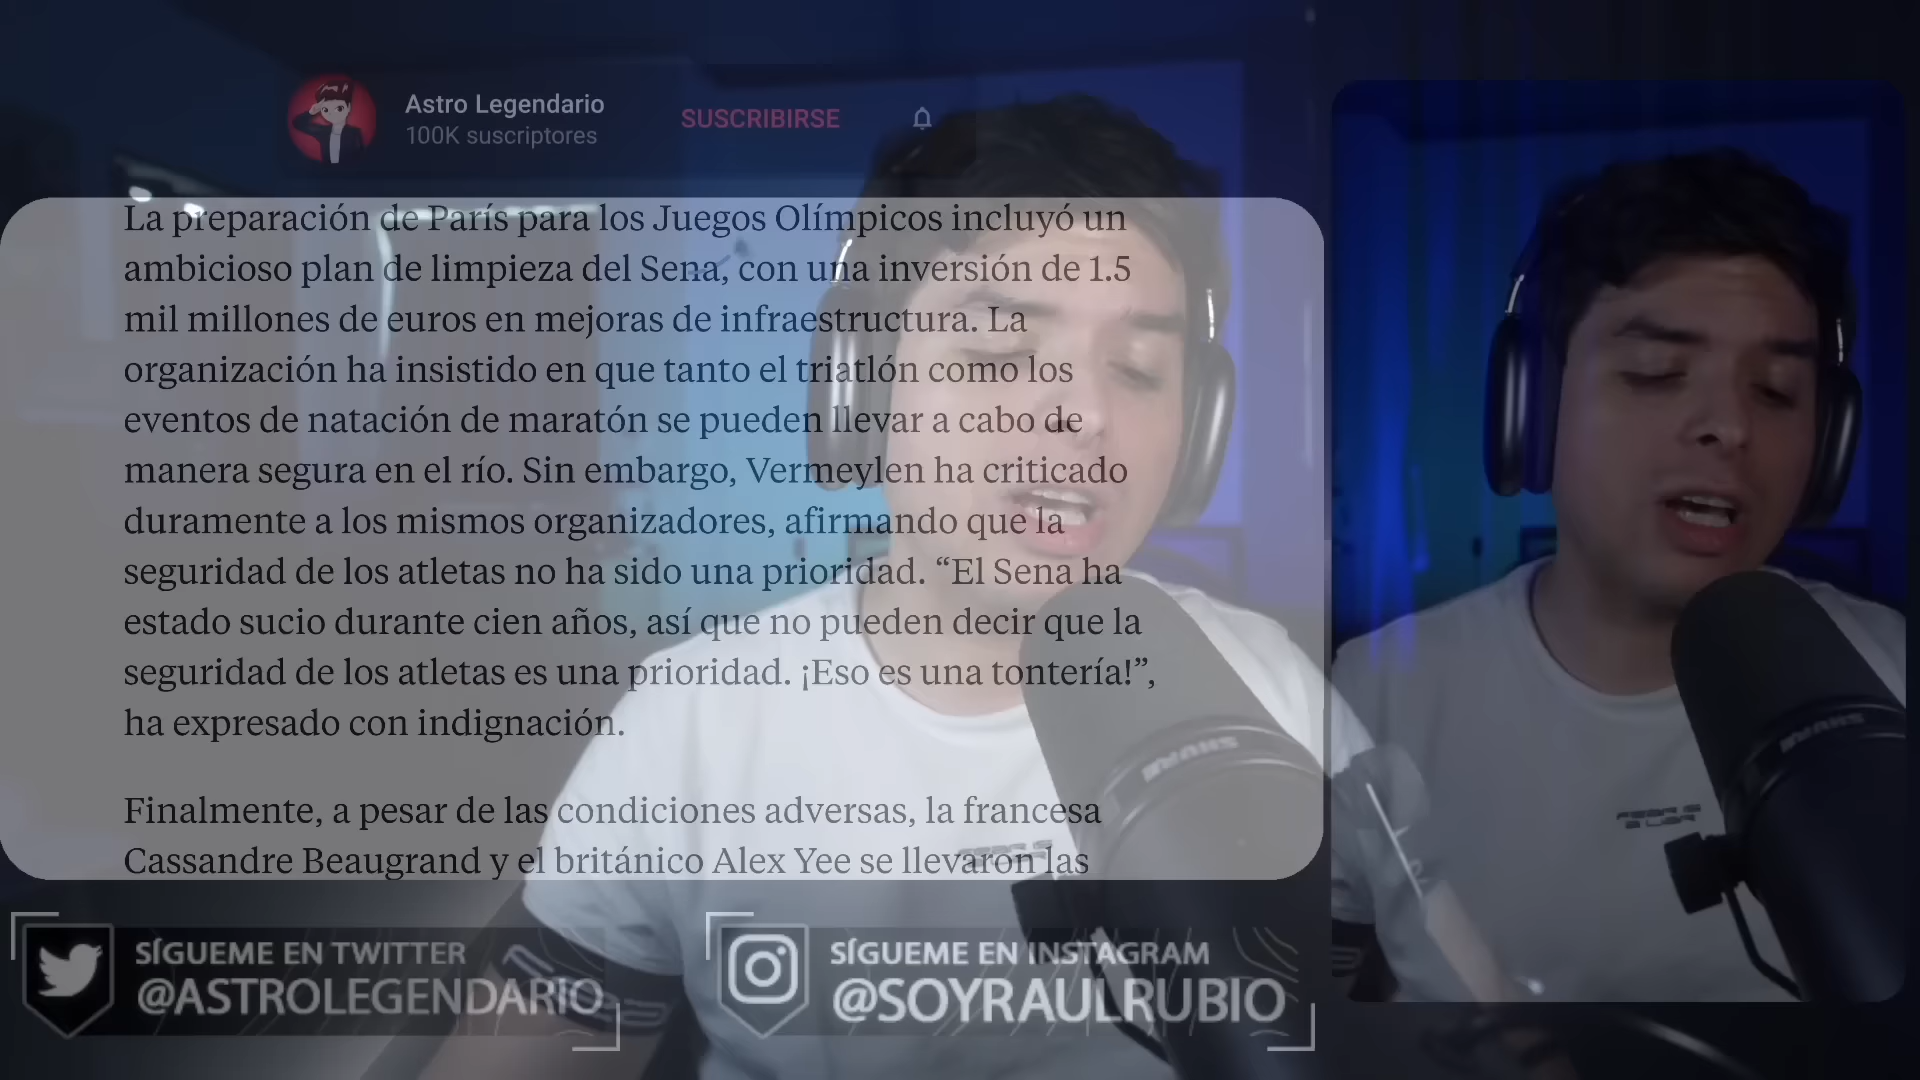 Astro Legendario
100K suscriptores
SUSCRIBIRSE
La preparación de París para los Juegos Olímpicos incluyó un
ambicioso plan de limpieza del Sena, con una inversión de 1.5
mil millones de euros en mejoras de infraestructura. La
organización ha insistido en que tanto el triatlón como los
eventos de natación de maratón se pueden llevar a cabo de
manera segura en el río. Sin embargo, Vermeylen ha criticado
duramente a los mismos organizadores, afirmando que la
seguridad de los atletas no ha sido una prioridad. “El Sena ha
estado sucio durante cien años, así que no pueden decir que la
seguridad de los atletas es una prioridad. ¡Eso es una tontería!”,
ha expresado con indignación.
Finalmente, a pesar de las condiciones adversas, la francesa
Cassandre Beaugrand y el británico Alex Yee se llevaron las
SÍGUEME EN TWITTER
@ASTROLEGENDARIO
SÍGUEME EN INSTAGRAM
@SOYRAULRUBIO